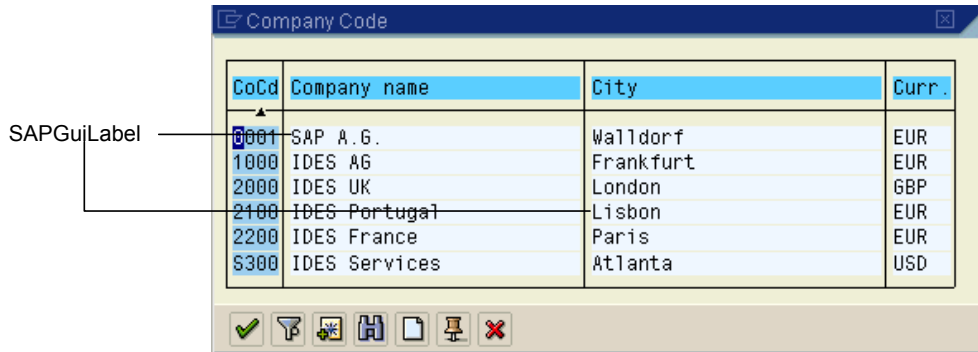 Company Code
CoCd Company name City Curr.
SAPGuiLabel
0001 SAP A.G. Walldorf EUR
1000 IDES AG Frankfurt EUR
2000 IDES UK London GBP
2100 IDES Portugal Lisbon EUR
2200 IDES France Paris EUR
S300 IDES Services Atlanta USD